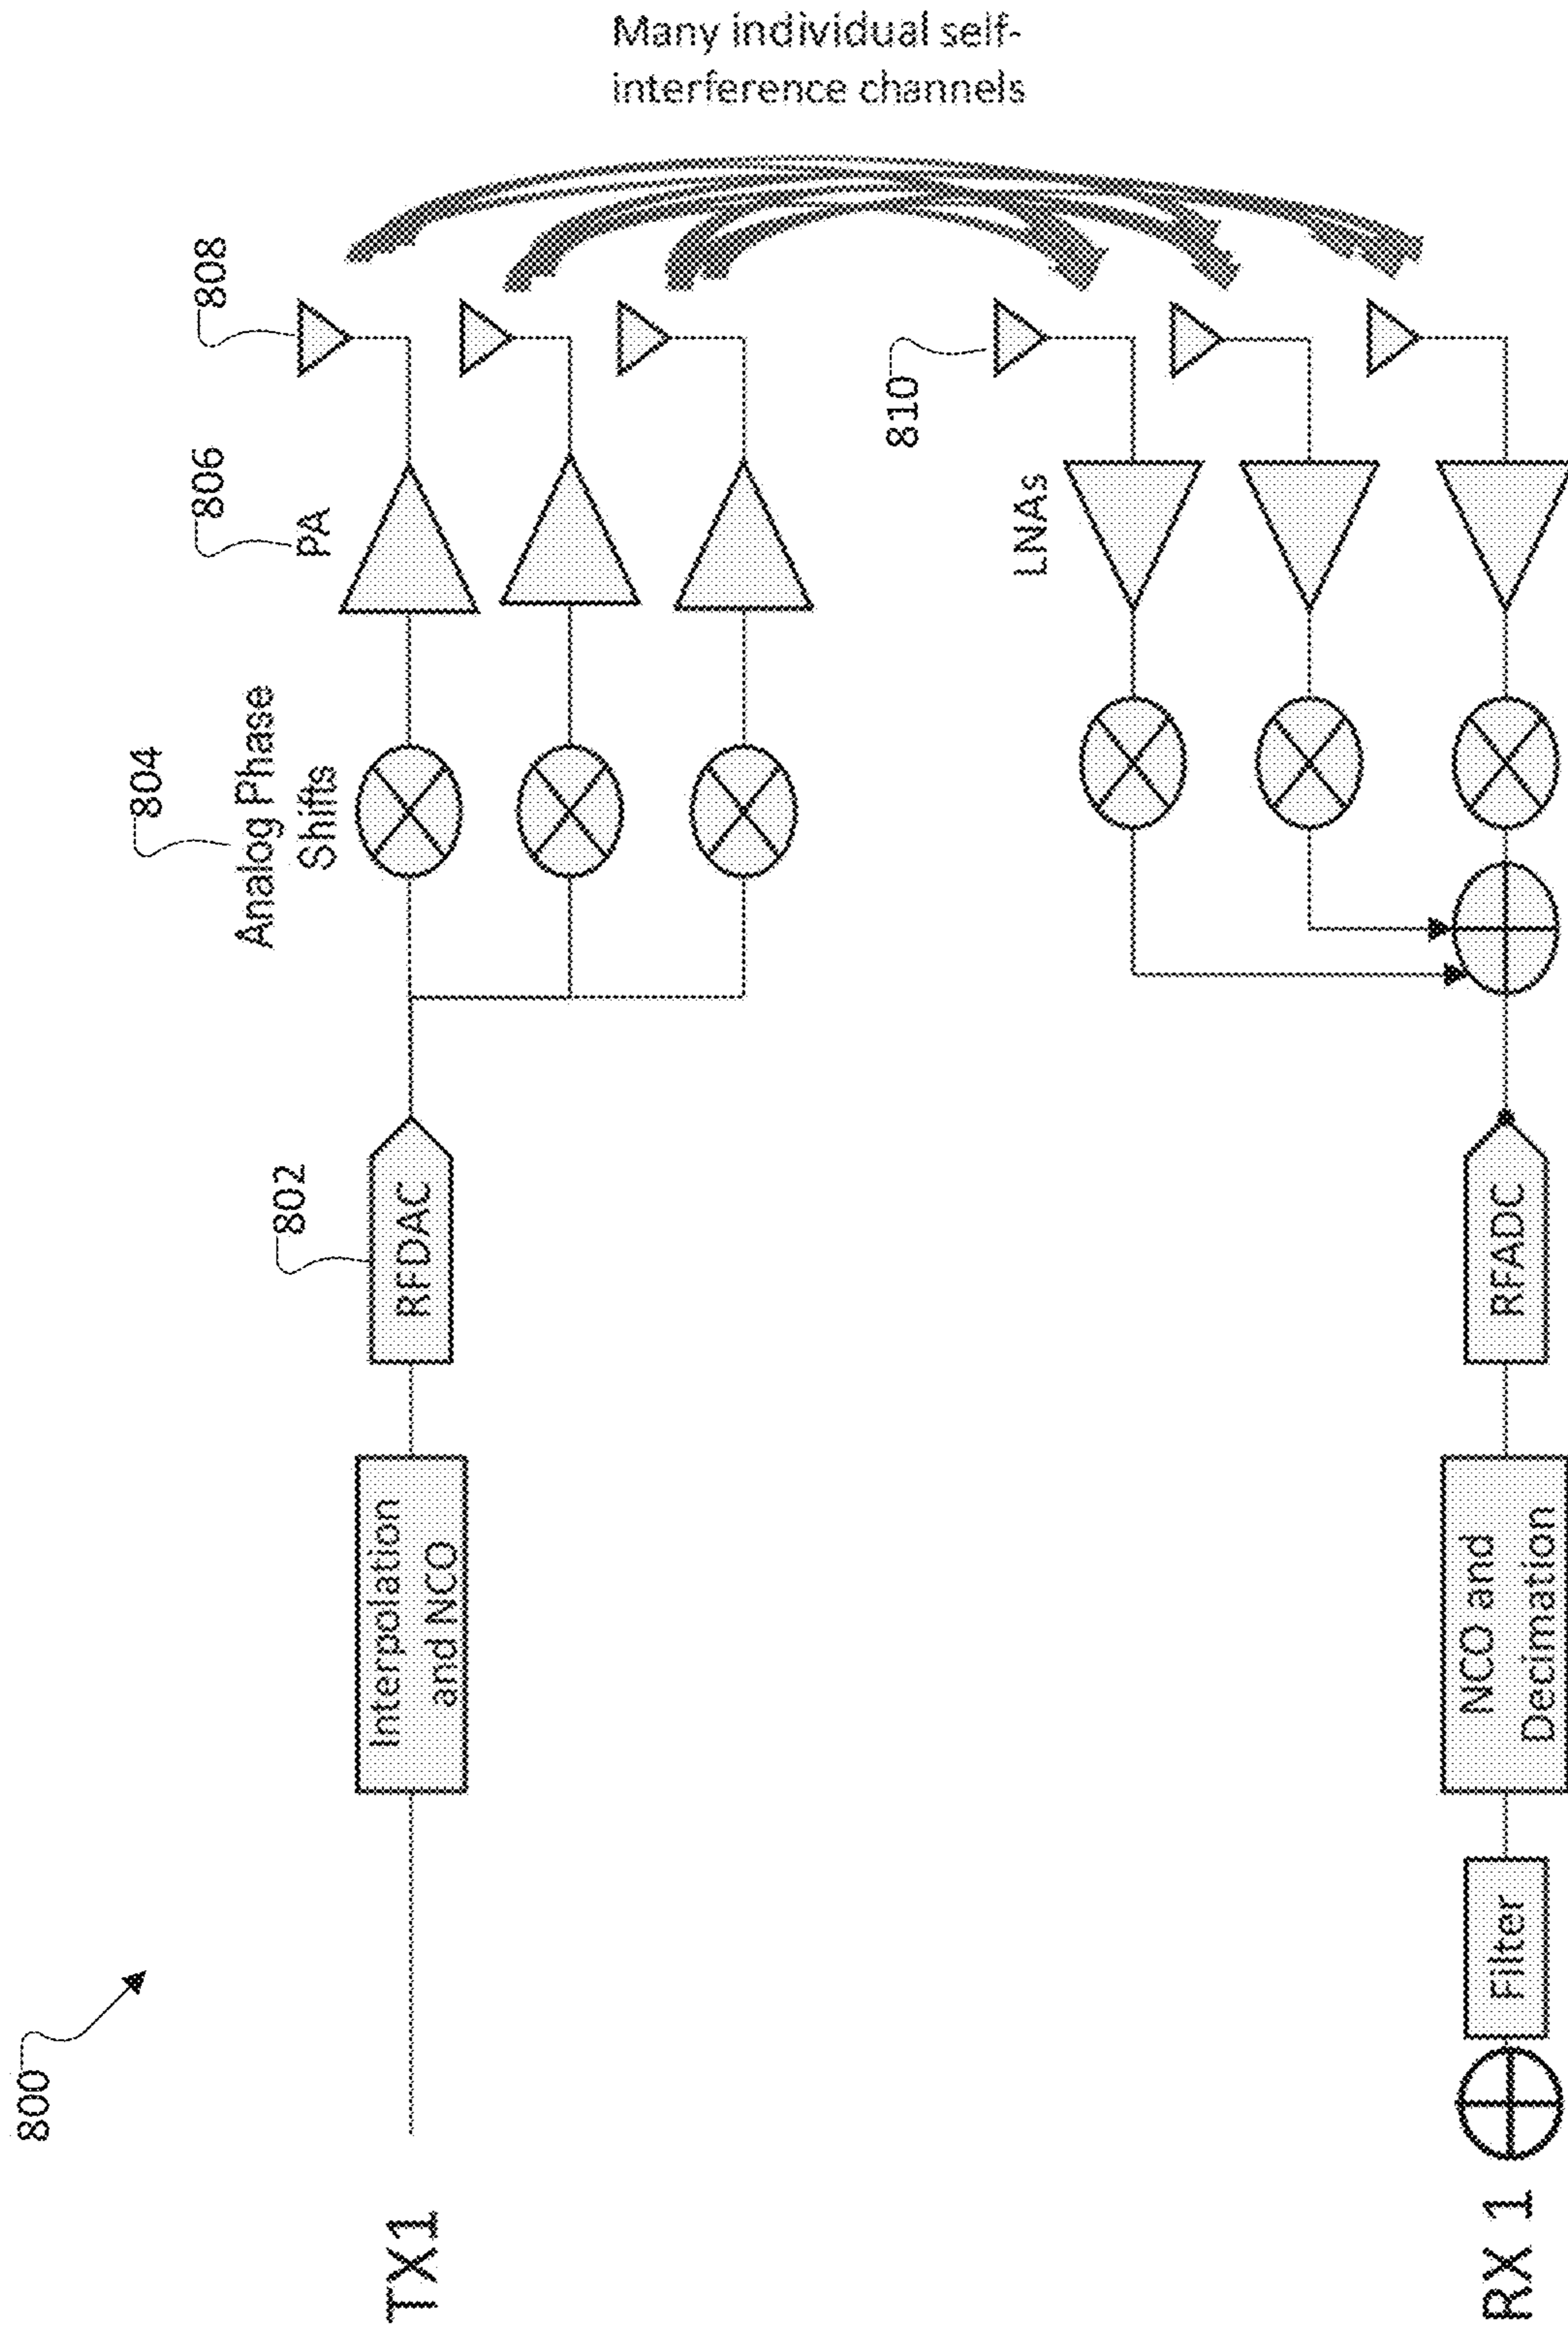 800
TX1
Interpolation
and NCO
802
RFDAC
804
Analog Phase
Shifts
806
PA
808
Many individual self-
interference channels
810
LNAs
RX 1
Filter
NCO and
Decimation
RFADC